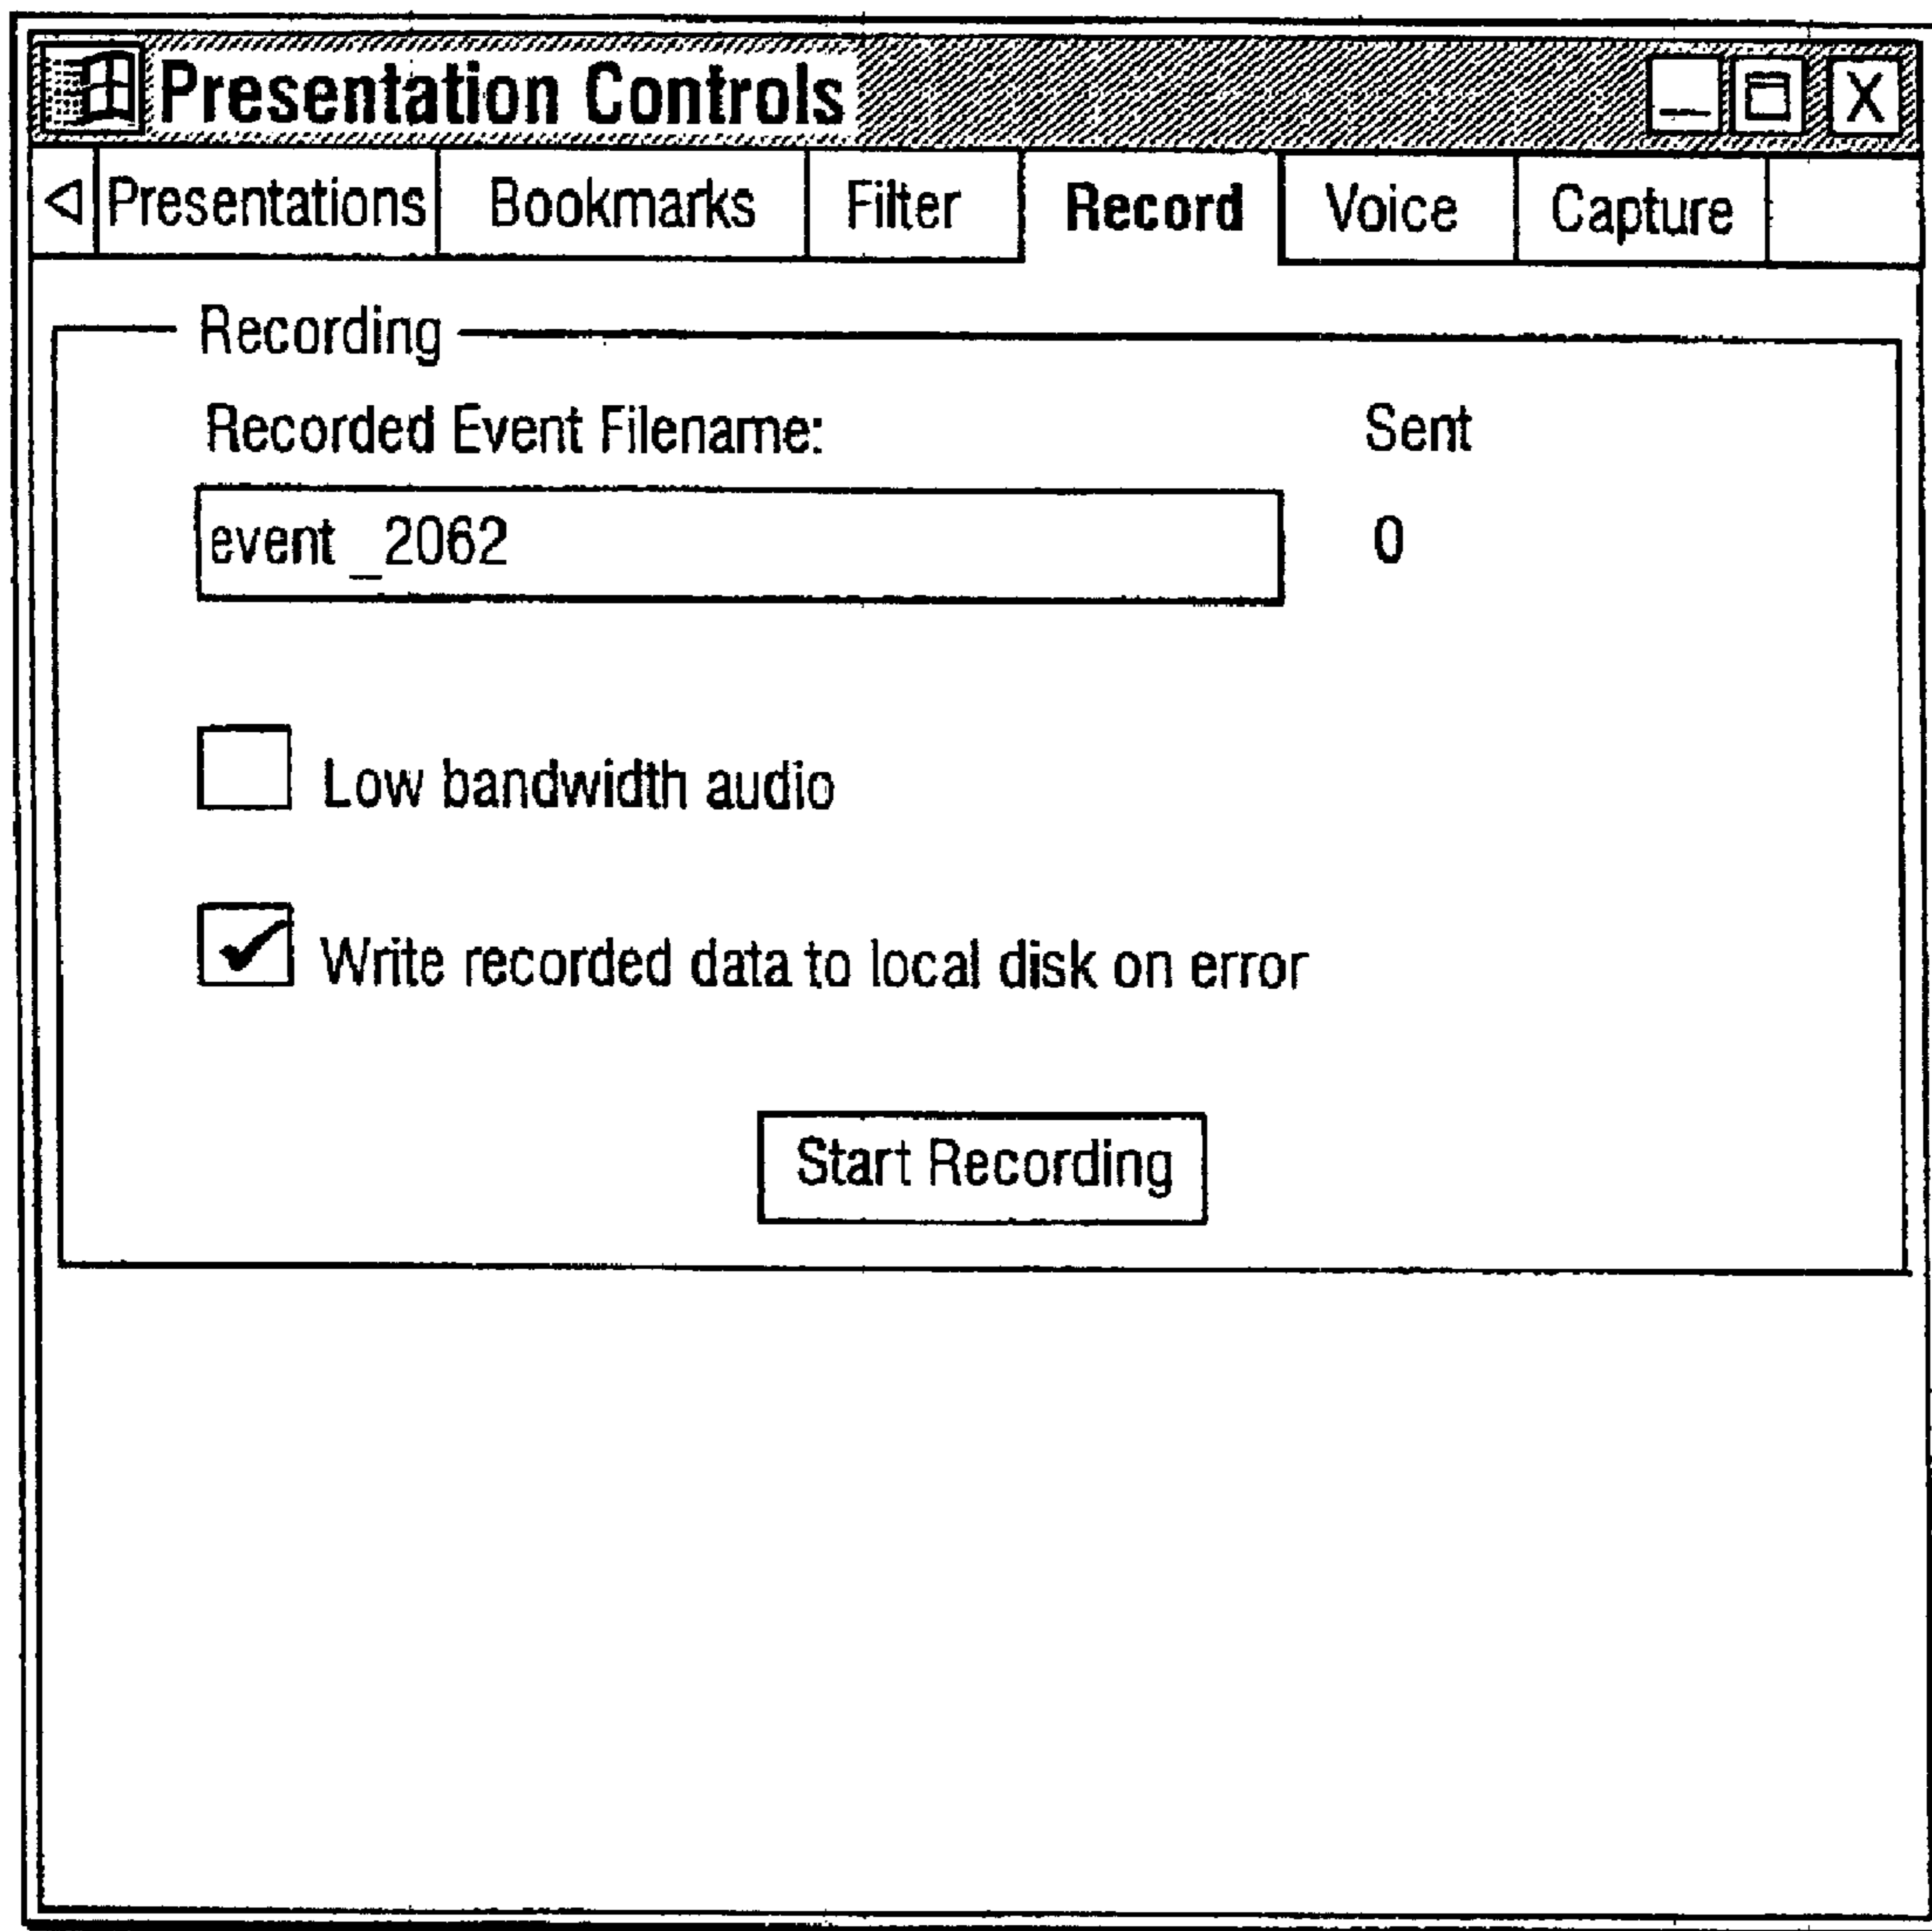 Presentation Controls
Presentations Bookmarks Filter Record Voice Capture
Recording
Recorded Event Filename: Sent
event _2062 0
Low bandwidth audio
Write recorded data to local disk on error
Start Recording